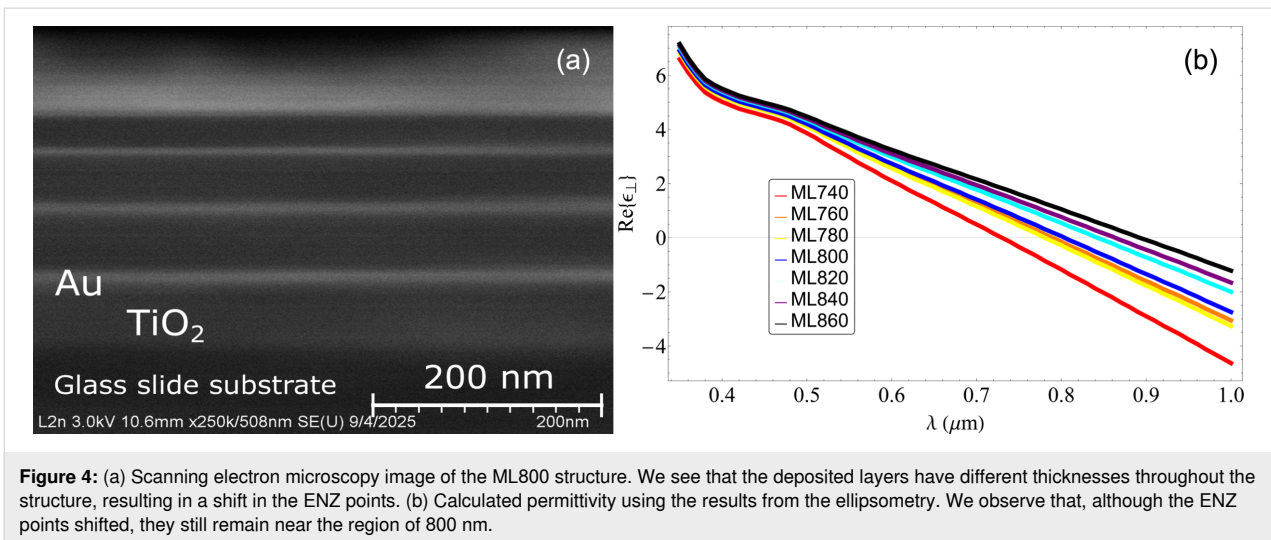 (a)
Au
TiO₂
Glass slide substrate
200 nm
L2n 3.0kV 10.6mm x250k/508nm SE(U) 9/4/2025
200nm
(b)
Re{ϵ⊥}
6
4
2
0
−2
−4
ML740
ML760
ML780
ML800
ML820
ML840
ML860
0.4 0.5 0.6 0.7 0.8 0.9 1.0
λ (μm)
Figure 4: (a) Scanning electron microscopy image of the ML800 structure. We see that the deposited layers have different thicknesses throughout the
structure, resulting in a shift in the ENZ points. (b) Calculated permittivity using the results from the ellipsometry. We observe that, although the ENZ
points shifted, they still remain near the region of 800 nm.